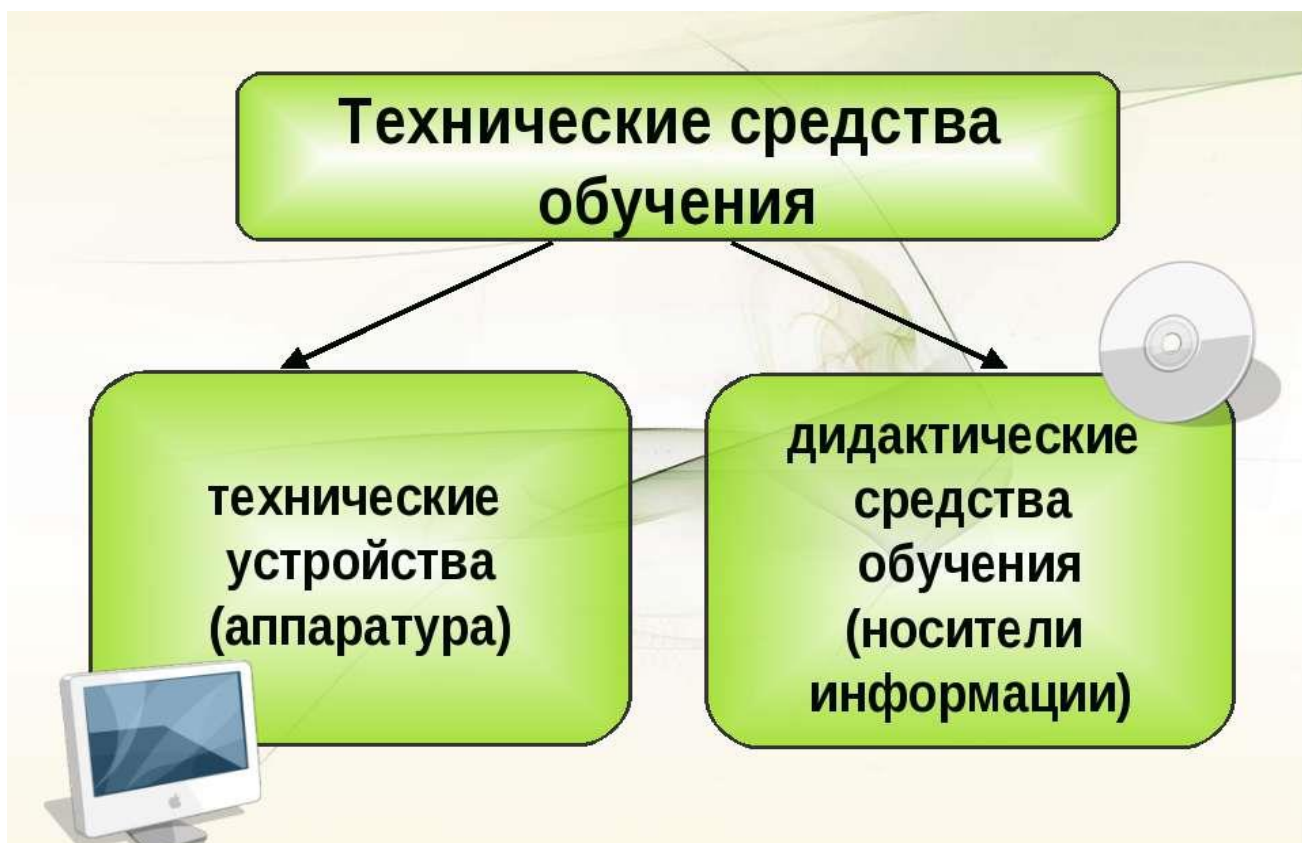 Технические средства
обучения
технические
устройства
(аппаратура)
дидактические
средства
обучения
(носители
информации)